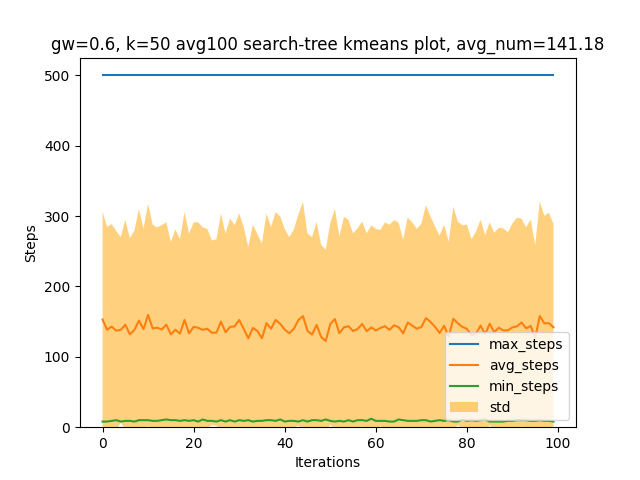 gw=0.6, k=50 avg100 search-tree kmeans plot, avg_num=141.18
500
400
300
200
100
0
Steps
max_steps
avg_steps
min_steps
std
0
20
40
60
80
100
Iterations